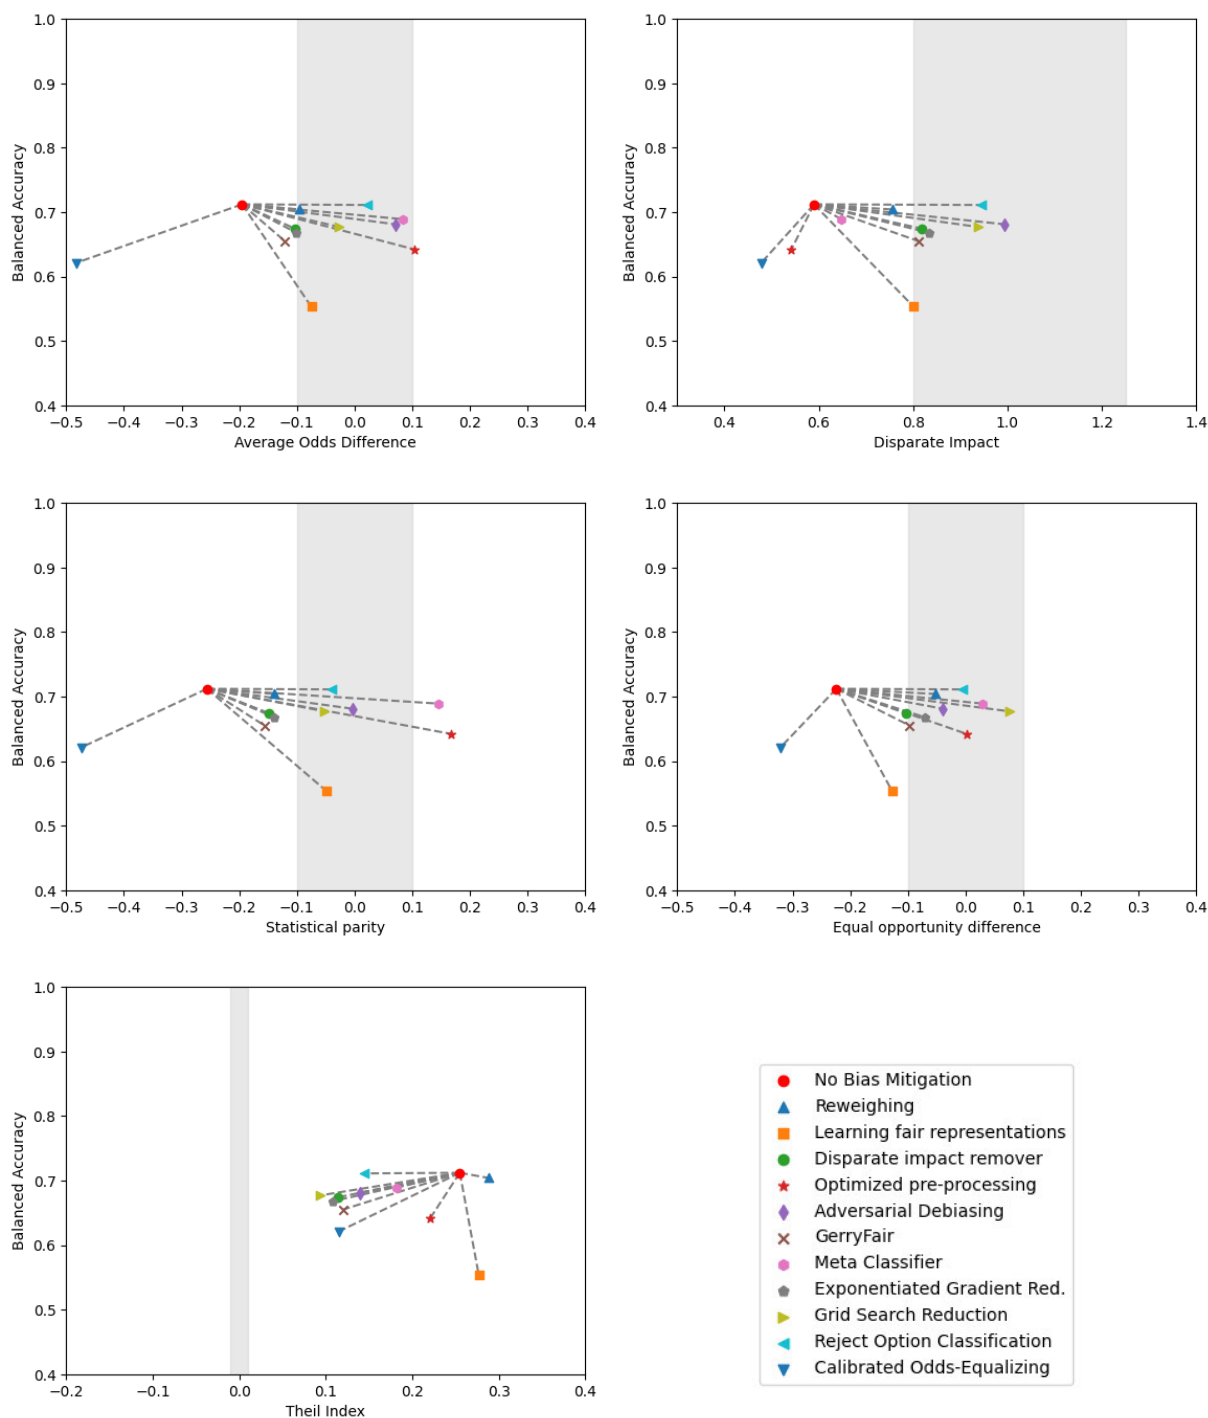 1.0
0.9
0.8
0.7
0.6
0.5
0.4
Balanced Accuracy
−0.5 −0.4 −0.3 −0.2 −0.1 0.0 0.1 0.2 0.3 0.4
Average Odds Difference
1.0
0.9
0.8
0.7
0.6
0.5
0.4
Balanced Accuracy
0.4 0.6 0.8 1.0 1.2 1.4
Disparate Impact
1.0
0.9
0.8
0.7
0.6
0.5
0.4
Balanced Accuracy
−0.5 −0.4 −0.3 −0.2 −0.1 0.0 0.1 0.2 0.3 0.4
Statistical parity
1.0
0.9
0.8
0.7
0.6
0.5
0.4
Balanced Accuracy
−0.5 −0.4 −0.3 −0.2 −0.1 0.0 0.1 0.2 0.3 0.4
Equal opportunity difference
1.0
0.9
0.8
0.7
0.6
0.5
0.4
Balanced Accuracy
−0.2 −0.1 0.0 0.1 0.2 0.3 0.4
Theil Index
No Bias Mitigation
Reweighing
Learning fair representations
Disparate impact remover
Optimized pre-processing
Adversarial Debiasing
GerryFair
Meta Classifier
Exponentiated Gradient Red.
Grid Search Reduction
Reject Option Classification
Calibrated Odds-Equalizing